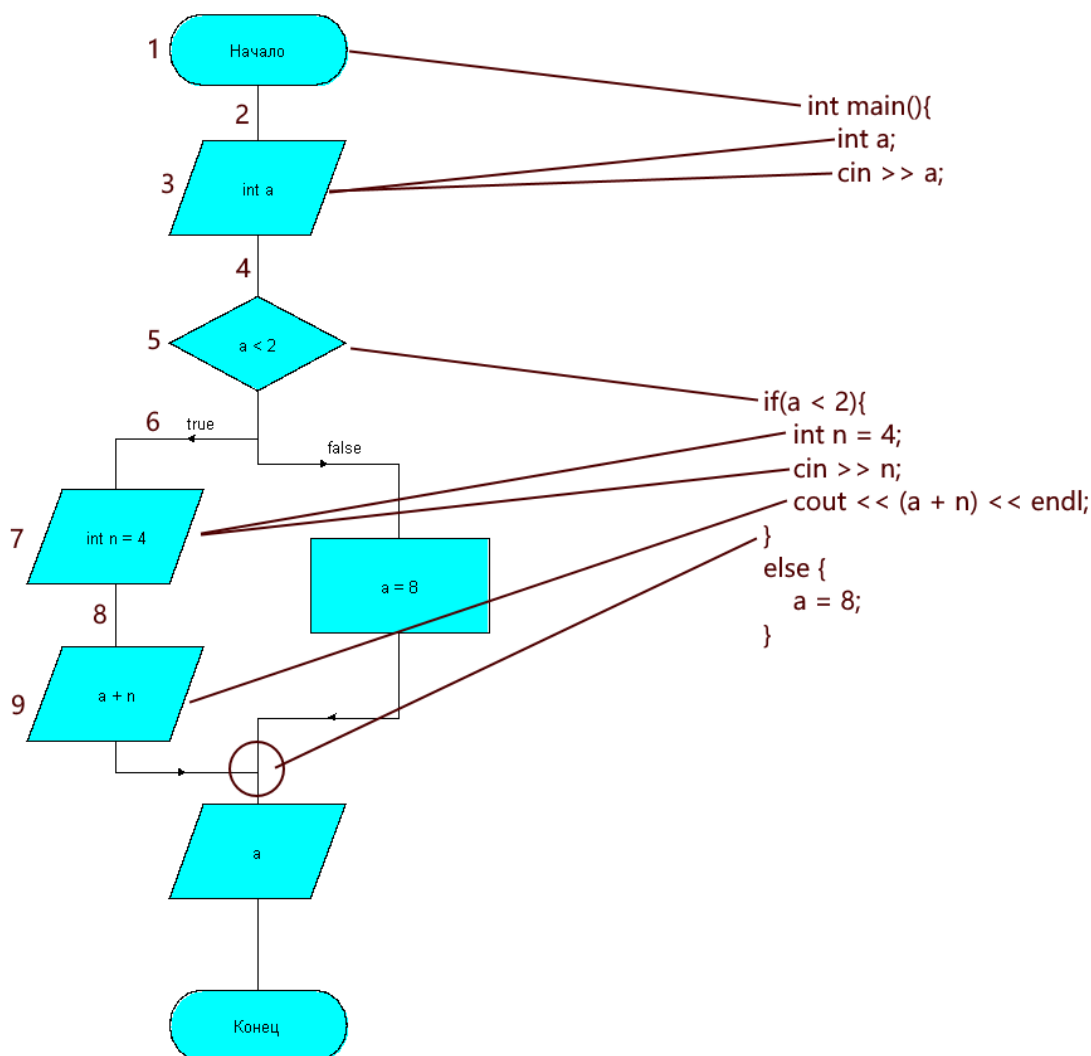 1
Начало
2
int main(){
int a;
3
int a
cin >> a;
4
5
a < 2
if(a < 2){
6
true
false
int n = 4;
cin >> n;
cout << (a + n) << endl;
7
int n = 4
}
else {
a = 8
a = 8;
8
}
9
a + n
a
Конец